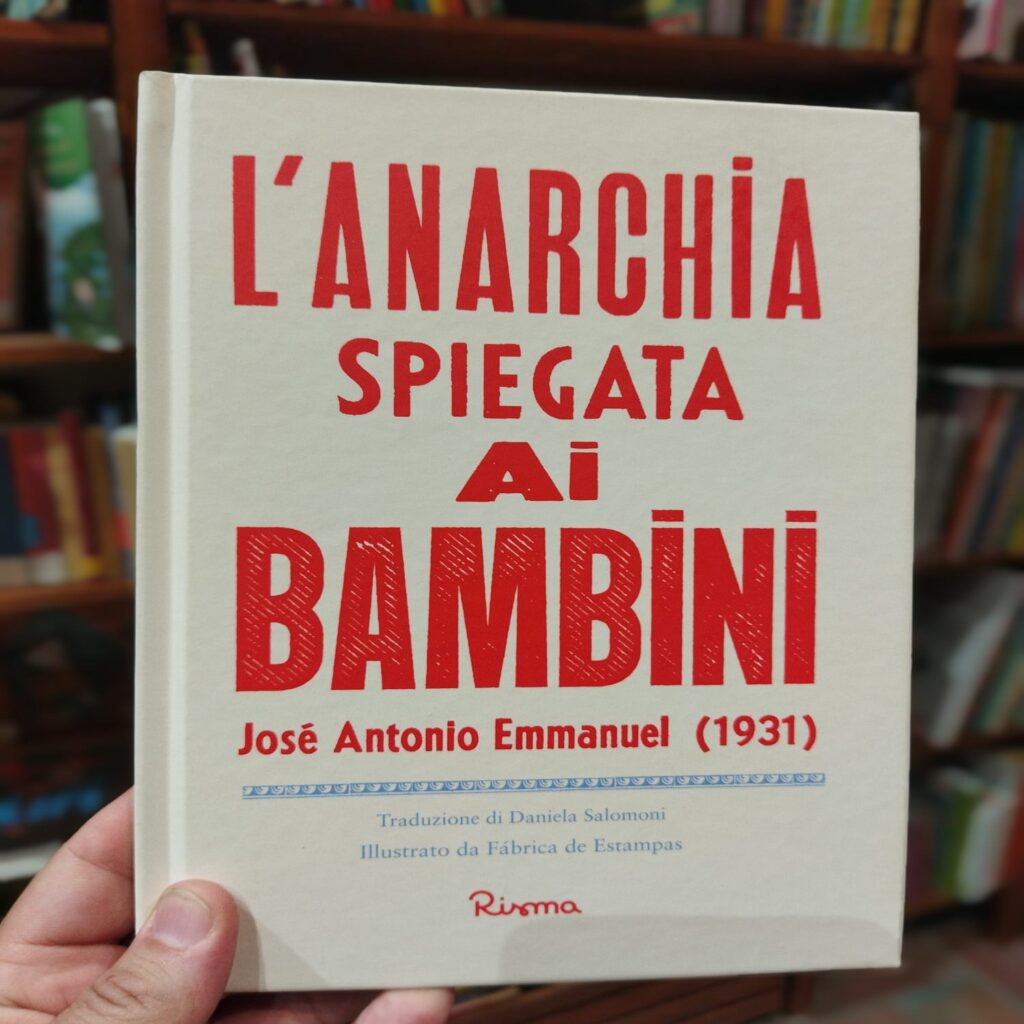 L'ANARCHIA
SPIEGATA
AI
BAMBINI
José Antonio Emmanuel (1931)
Traduzione di Daniela Salomoni
Illustrato da Fábrica de Estampas
Risma